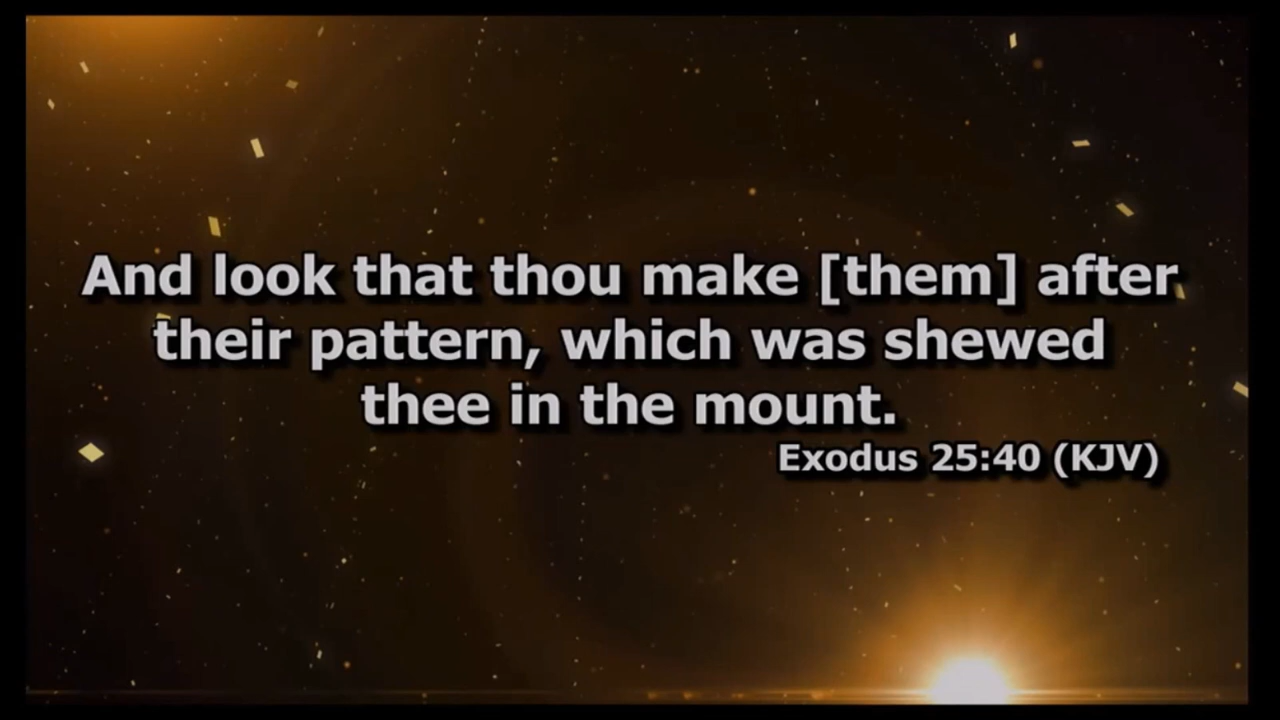 And look that thou make [them] after
their pattern, which was shewed
thee in the mount.
Exodus 25:40 (KJV)